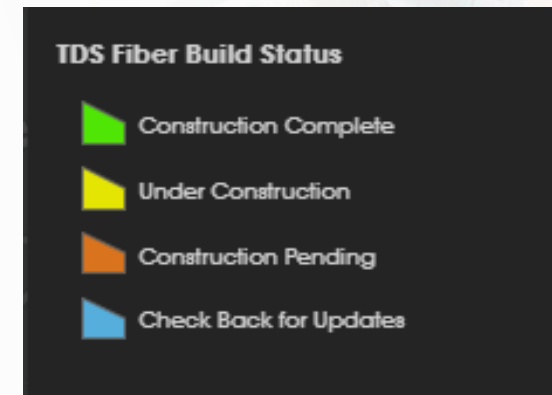 TDS Fiber Build Status
Construction Complete
Under Construction
Construction Pending
Check Back for Updates